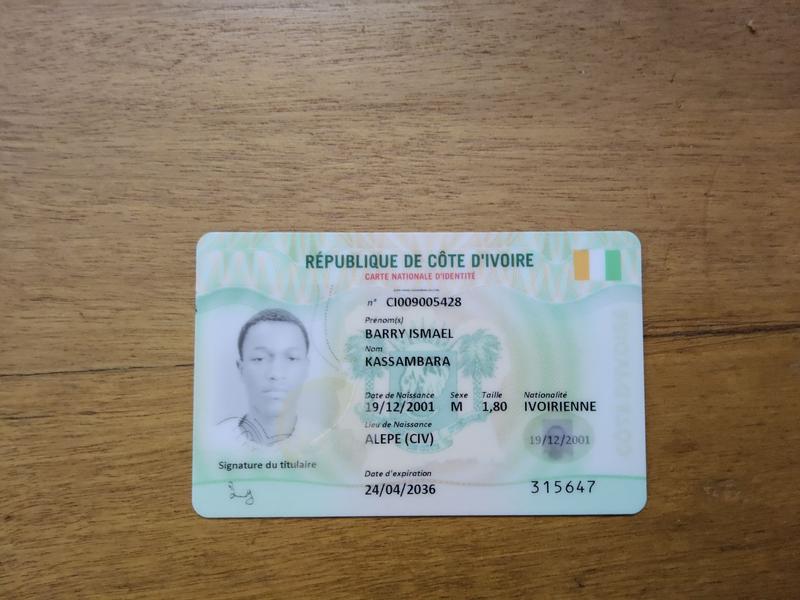 RÉPUBLIQUE DE CÔTE D'IVOIRE
CARTE NATIONALE D'IDENTITÉ
n° CI009005428
Prénom(s)
BARRY ISMAEL
Nom
KASSAMBARA
Date de Naissance Sexe Taille Nationalité
19/12/2001 M 1,80 IVOIRIENNE
Lieu de Naissance
ALEPE (CIV)
19/12/2001
Signature du titulaire
Date d'expiration
24/04/2036
315647